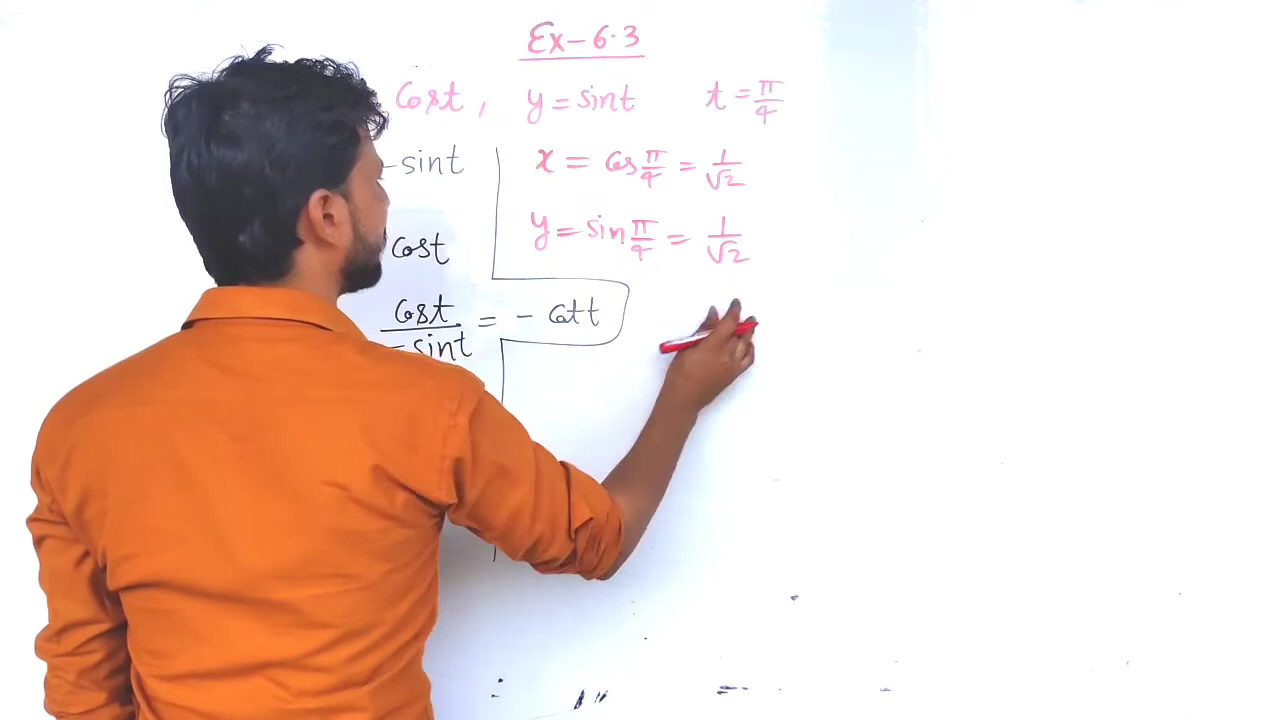 Ex-6.3
Cost, y = sint t = π/4
-sint
x = Cos π/4 = 1/√2
y = sin π/4 = 1/√2
Cost
Cost/-sint = - Cott